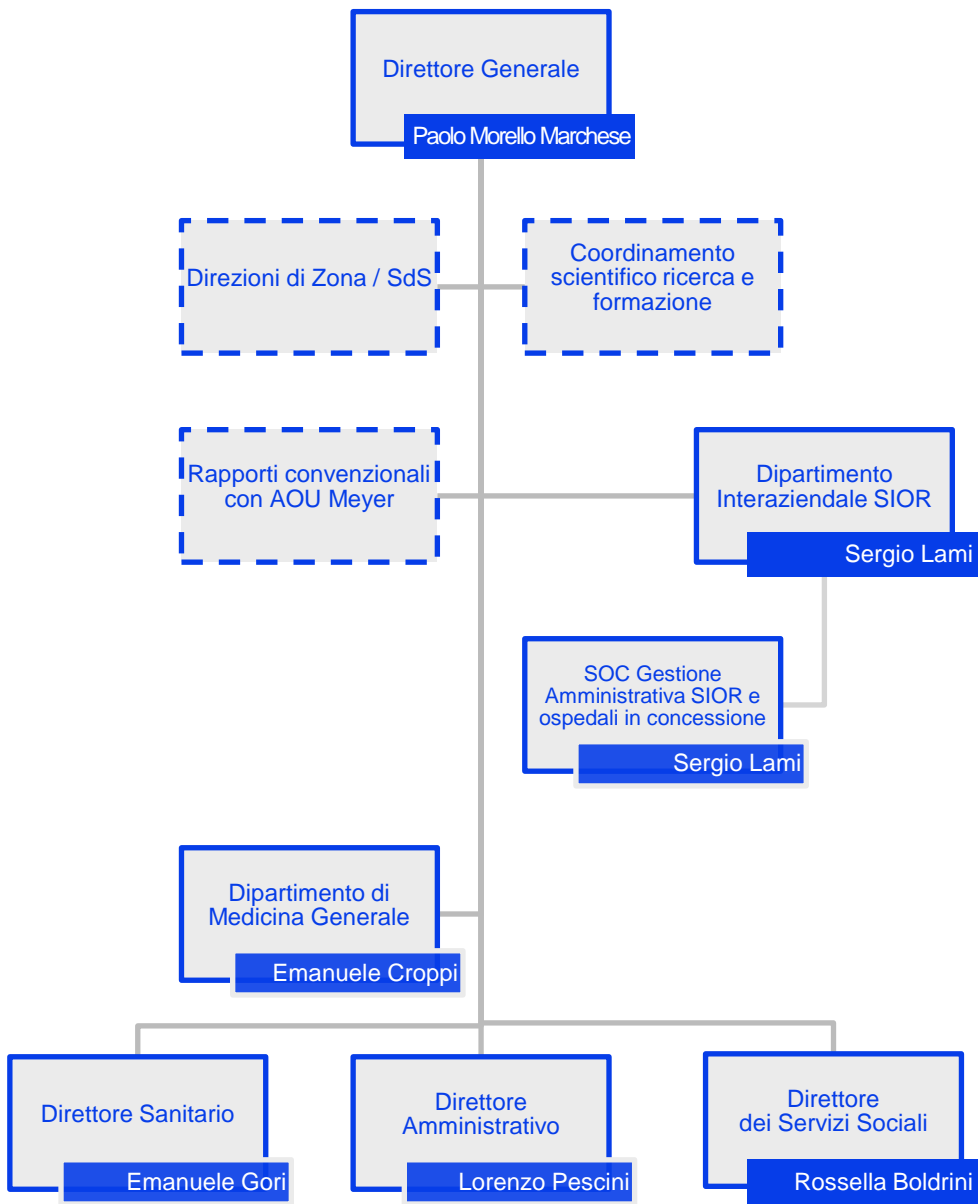 Direttore Generale
Paolo Morello Marchese
Direzioni di Zona / SdS
Coordinamento
scientifico ricerca e
formazione
Rapporti convenzionali
con AOU Meyer
Dipartimento
Interaziendale SIOR
Sergio Lami
SOC Gestione
Amministrativa SIOR e
ospedali in concessione
Sergio Lami
Dipartimento di
Medicina Generale
Emanuele Croppi
Direttore Sanitario
Emanuele Gori
Direttore
Amministrativo
Lorenzo Pescini
Direttore
dei Servizi Sociali
Rossella Boldrini